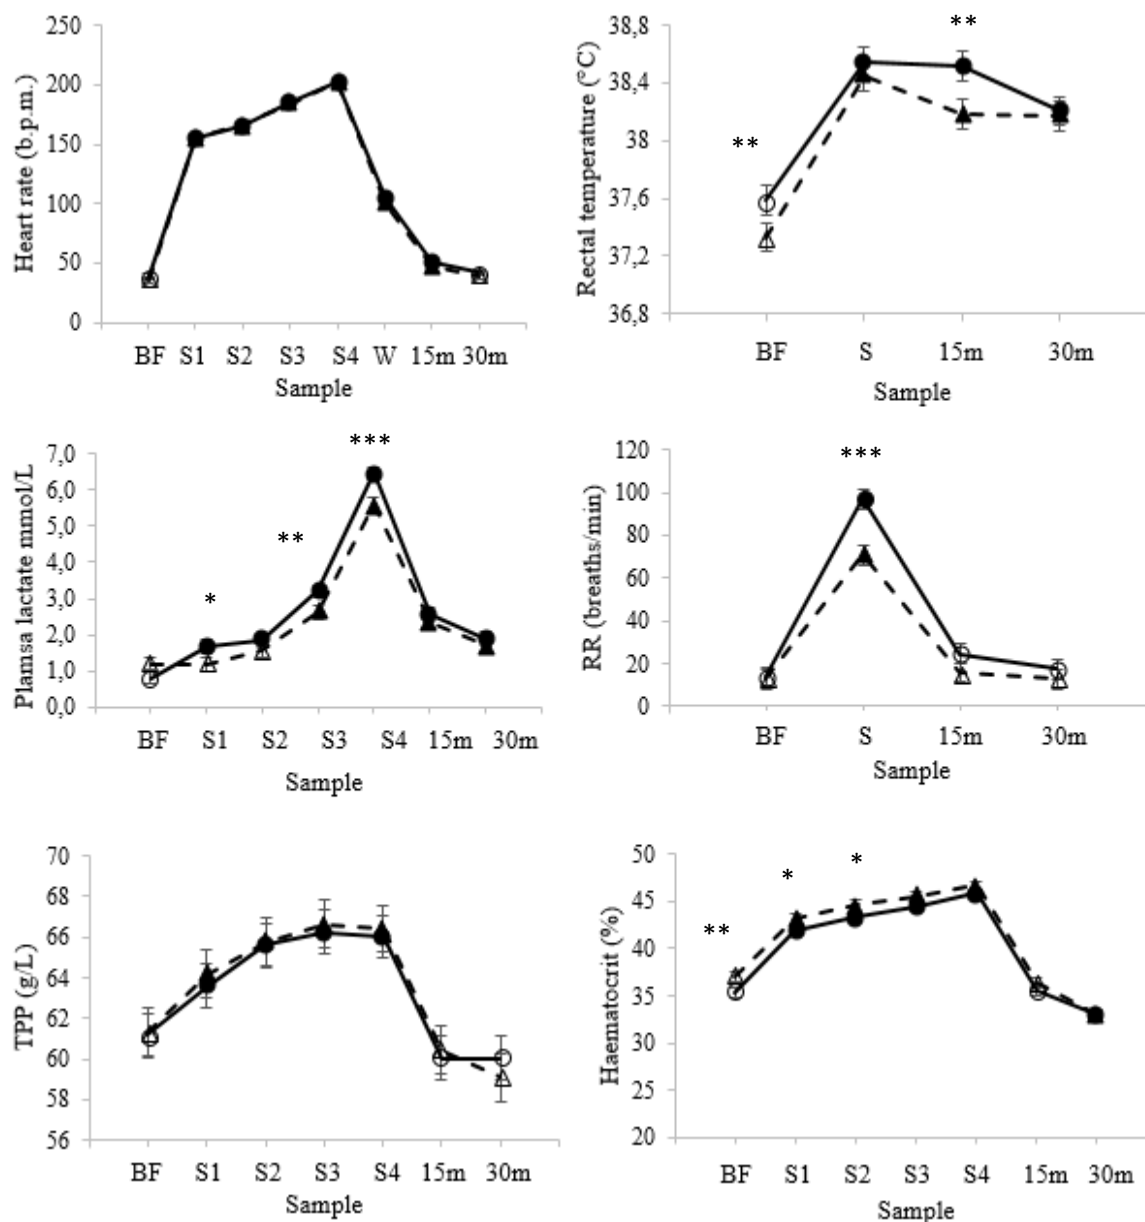 Heart rate (b.p.m.)
250
200
150
100
50
0
BF S1 S2 S3 S4 W 15m 30m
Sample
Rectal temperature (°C)
38,8
38,4
38
37,6
37,2
36,8
**
**
BF S 15m 30m
Sample
Plamsa lactate mmol/L
7,0
6,0
5,0
4,0
3,0
2,0
1,0
0,0
*
**
***
BF S1 S2 S3 S4 15m 30m
Sample
RR (breaths/min)
120
100
80
60
40
20
0
***
BF S 15m 30m
Sample
TPP (g/L)
70
68
66
64
62
60
58
56
BF S1 S2 S3 S4 15m 30m
Sample
Haematocrit (%)
50
45
40
35
30
25
20
**
*
*
BF S1 S2 S3 S4 15m 30m
Sample